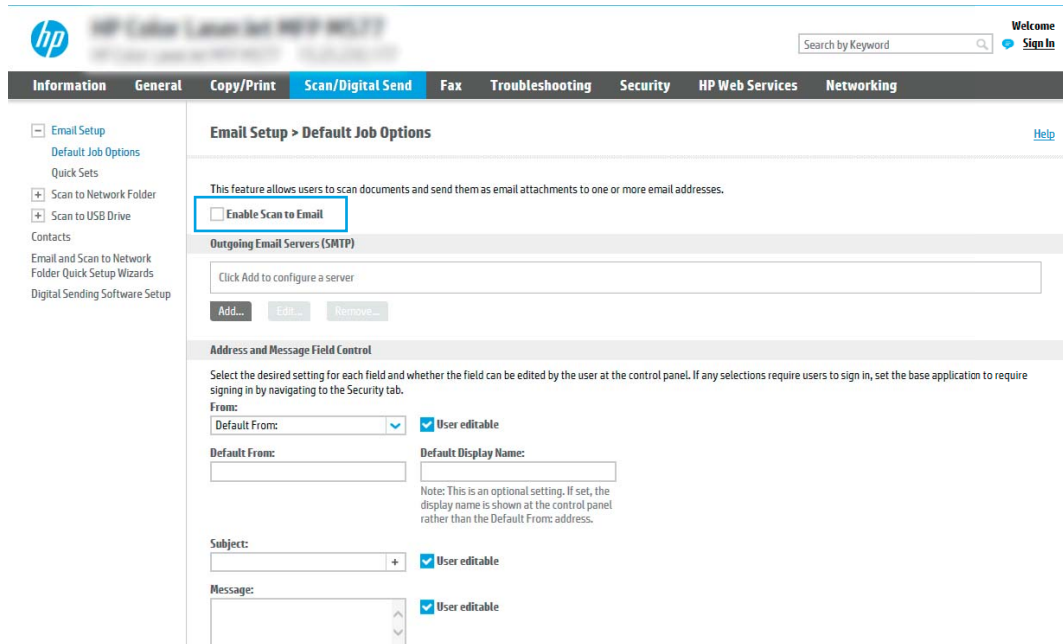 hp
Welcome
Search by Keyword
Sign In
Information General Copy/Print Scan/Digital Send Fax Troubleshooting Security HP Web Services Networking
Email Setup
Default Job Options
Quick Sets
Scan to Network Folder
Scan to USB Drive
Contacts
Email and Scan to Network
Folder Quick Setup Wizards
Digital Sending Software Setup
Email Setup > Default Job Options
Help
This feature allows users to scan documents and send them as email attachments to one or more email addresses.
Enable Scan to Email
Outgoing Email Servers (SMTP)
Click Add to configure a server
Add... Edit... Remove...
Address and Message Field Control
Select the desired setting for each field and whether the field can be edited by the user at the control panel. If any selections require users to sign in, set the base application to require
signing in by navigating to the Security tab.
From:
Default From: User editable
Default From: Default Display Name:
Note: This is an optional setting. If set, the
display name is shown at the control panel
rather than the Default From: address.
Subject:
+ User editable
Message:
User editable